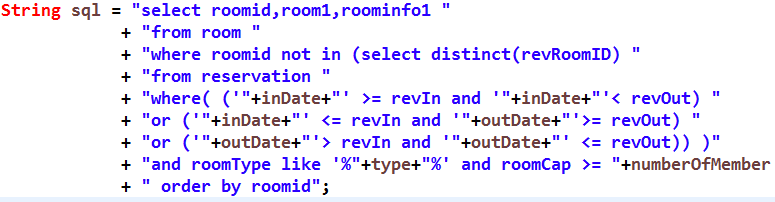 String sql = "select roomid,room1,roominfo1 "
+ "from room "
+ "where roomid not in (select distinct(revRoomID) "
+ "from reservation "
+ "where( ('"+inDate+"' >= revIn and '"+inDate+"'< revOut) "
+ "or ('"+inDate+"' <= revIn and '"+outDate+"'>= revOut) "
+ "or ('"+outDate+"'> revIn and '"+outDate+"' <= revOut)) )"
+ "and roomType like '%"+type+"%' and roomCap >= "+numberOfMember
+ " order by roomid";